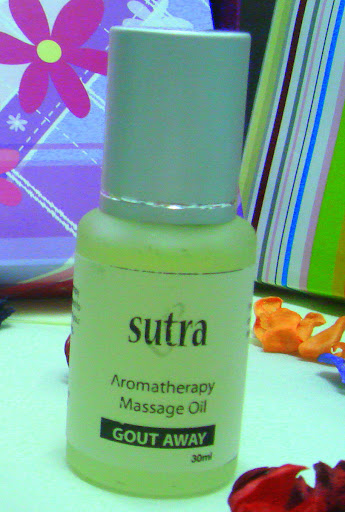 sutra
Aromatherapy
Massage Oil
GOUT AWAY
30ml